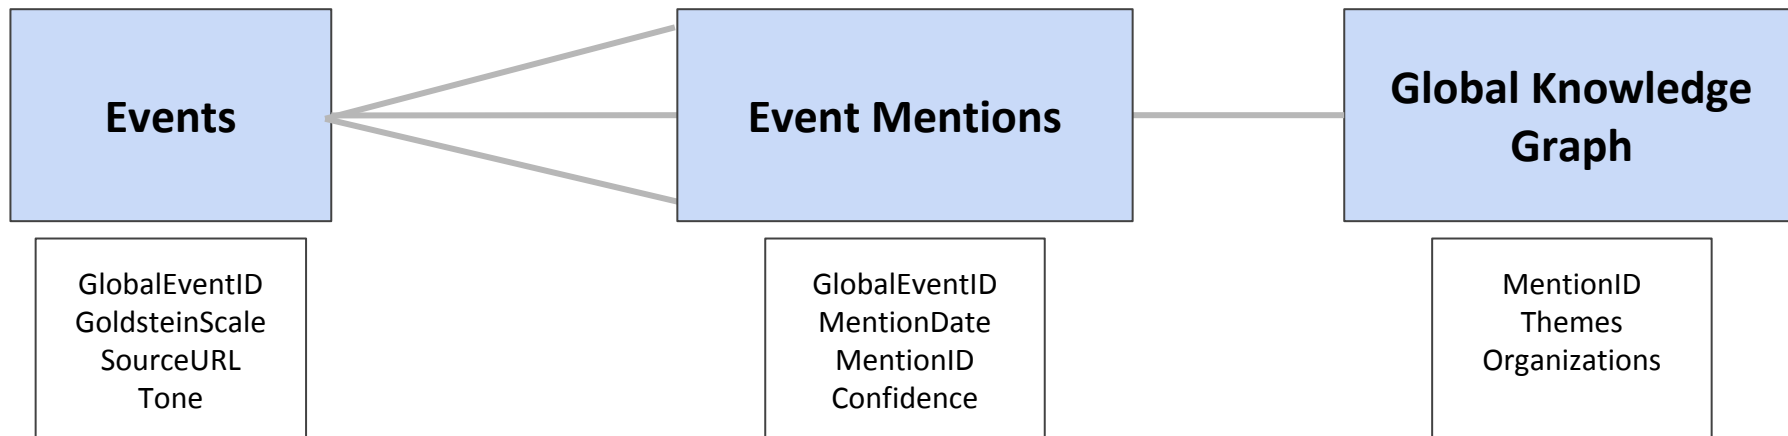 Events
Event Mentions
Global Knowledge
Graph
GlobalEventID
GoldsteinScale
SourceURL
Tone
GlobalEventID
MentionDate
MentionID
Confidence
MentionID
Themes
Organizations